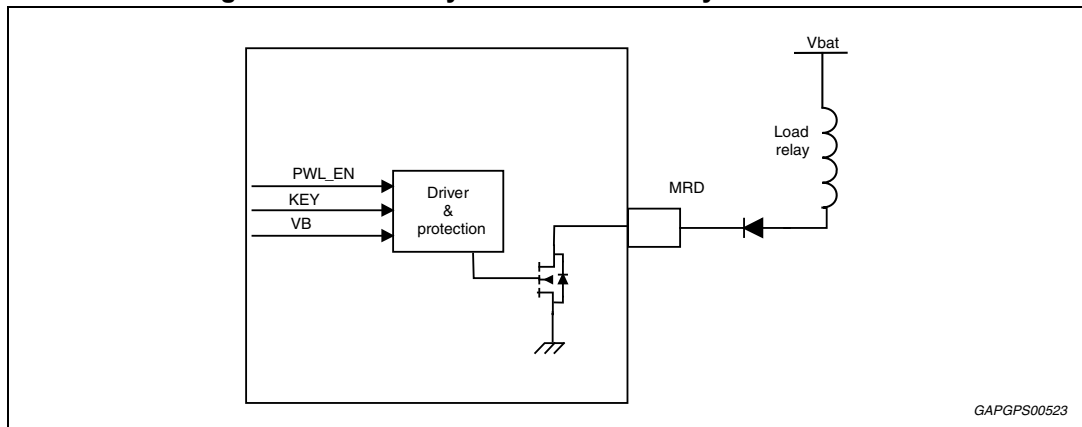 Vbat
Load
relay
MRD
PWL_EN
KEY
VB
Driver
&
protection
GAPGPS00523